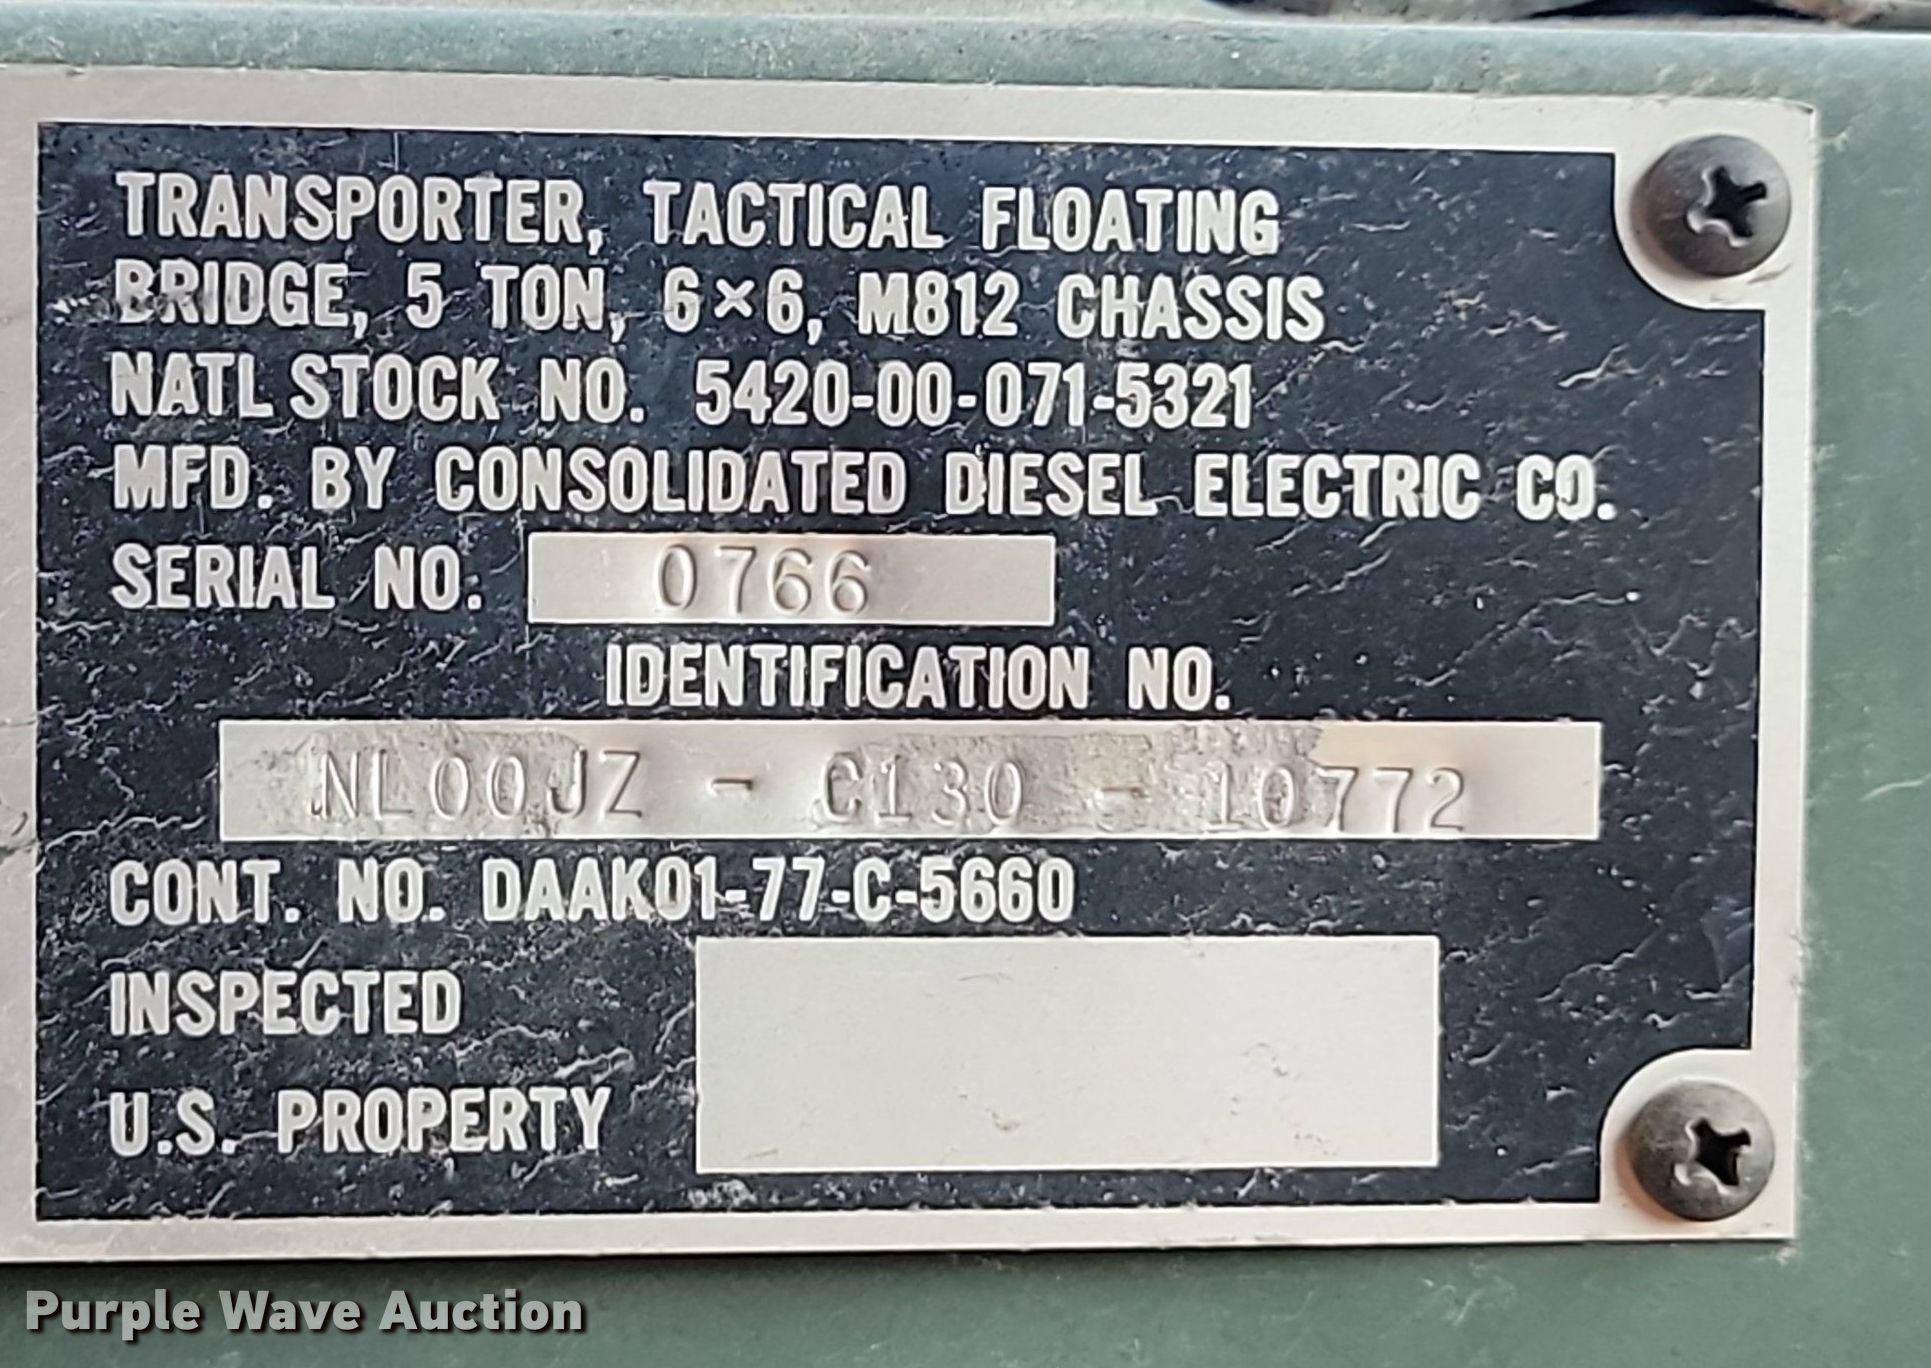 TRANSPORTER, TACTICAL FLOATING
BRIDGE, 5 TON, 6×6, M812 CHASSIS
NATL STOCK NO. 5420-00-071-5321
MFD. BY CONSOLIDATED DIESEL ELECTRIC CO.
SERIAL NO. 0766
IDENTIFICATION NO.
NL00JZ - C130 - 10772
CONT. NO. DAAK01-77-C-5660
INSPECTED
U.S. PROPERTY
Purple Wave Auction